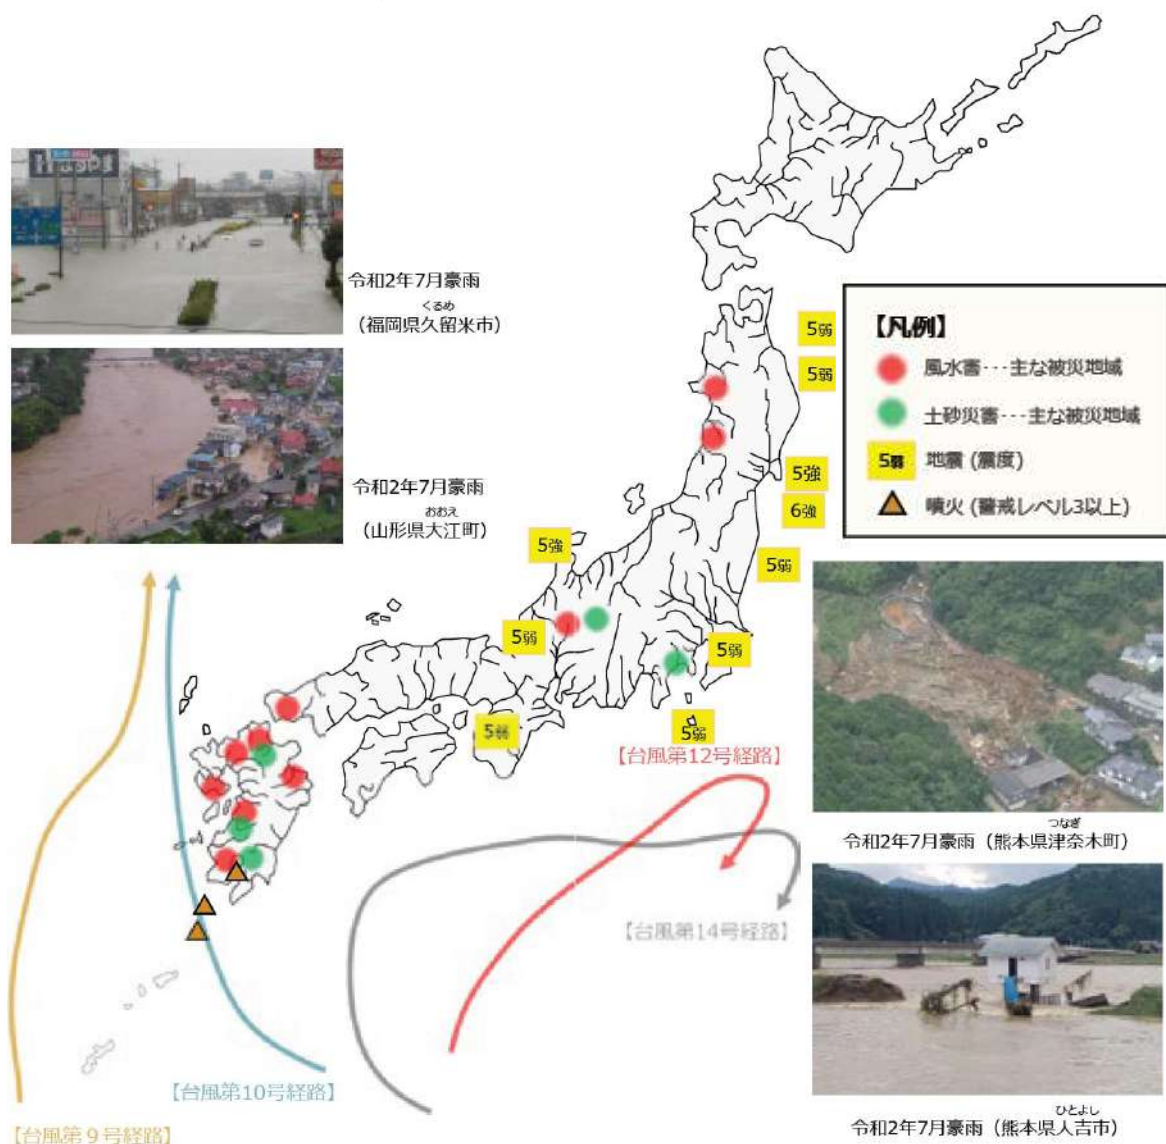 令和2年7月豪雨
くるめ
（福岡県久留米市）
令和2年7月豪雨
おおえ
（山形県大江町）
【凡例】
風水害･･･主な被災地域
土砂災害･･･主な被災地域
5弱 地震 (震度)
噴火 (警戒レベル3以上)
5弱
5弱
5強
6強
5強
5弱
5弱
5弱
5弱
5弱
【台風第12号経路】
つなぎ
令和2年7月豪雨（熊本県津奈木町）
【台風第14号経路】
【台風第10号経路】
【台風第９号経路】
ひとよし
令和2年7月豪雨（熊本県人吉市）